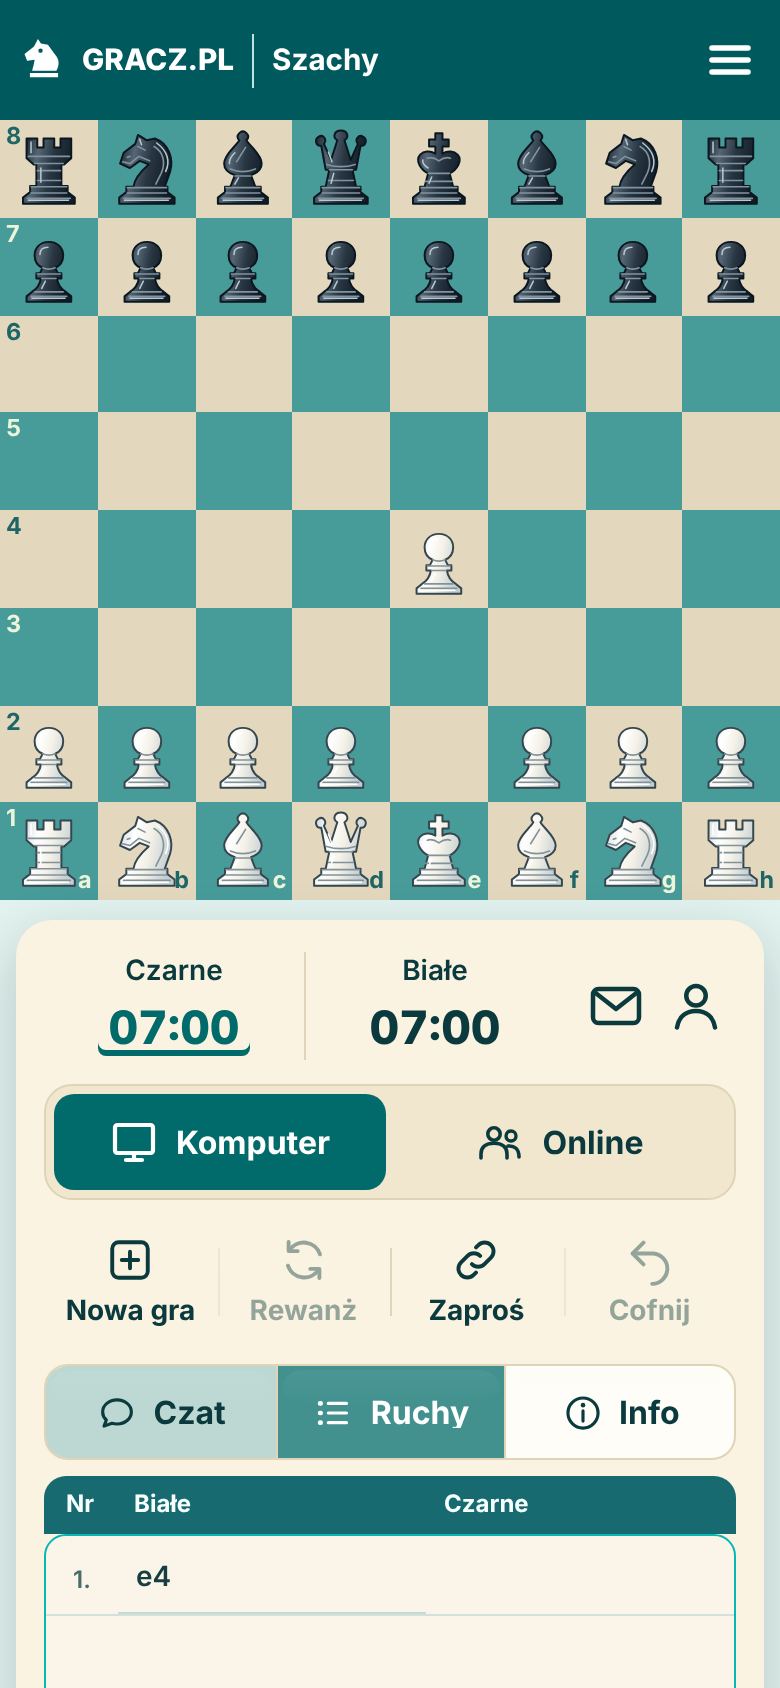 GRACZ.PL Szachy
8
7
6
5
4
3
2
1
a b c d e f g h
Czarne Białe
07:00 07:00
Komputer Online
Nowa gra Rewanż Zaproś Cofnij
Czat Ruchy Info
Nr Białe Czarne
1. e4